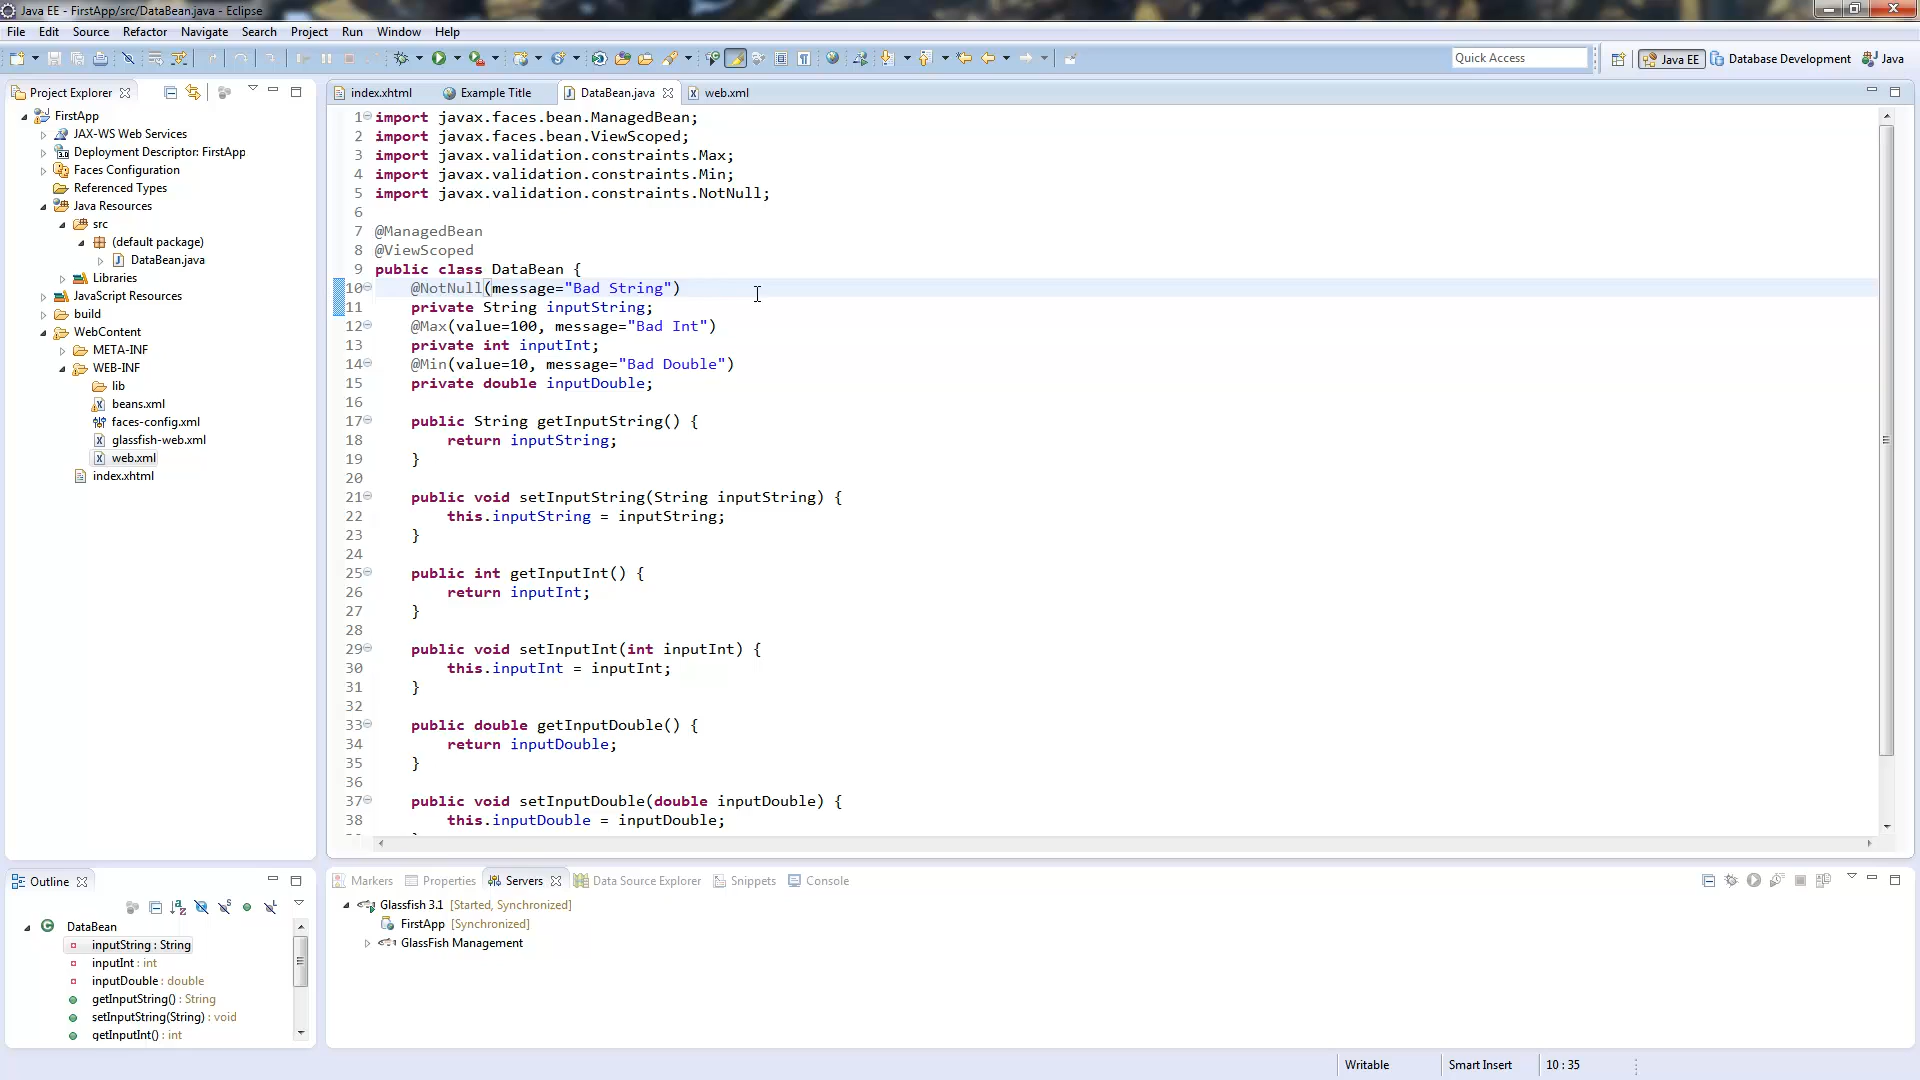 Java EE - FirstApp/src/DataBean.java - Eclipse
File Edit Source Refactor Navigate Search Project Run Window Help
Quick Access
Java EE
Database Development
Java
Project Explorer
FirstApp
JAX-WS Web Services
Deployment Descriptor: FirstApp
Faces Configuration
Referenced Types
Java Resources
src
(default package)
DataBean.java
Libraries
JavaScript Resources
build
WebContent
META-INF
WEB-INF
lib
beans.xml
faces-config.xml
glassfish-web.xml
web.xml
index.xhtml
index.xhtml
Example Title
DataBean.java
web.xml
1 import javax.faces.bean.ManagedBean;
2 import javax.faces.bean.ViewScoped;
3 import javax.validation.constraints.Max;
4 import javax.validation.constraints.Min;
5 import javax.validation.constraints.NotNull;
6
7 @ManagedBean
8 @ViewScoped
9 public class DataBean {
10 @NotNull(message="Bad String")
11 private String inputString;
12 @Max(value=100, message="Bad Int")
13 private int inputInt;
14 @Min(value=10, message="Bad Double")
15 private double inputDouble;
16
17 public String getInputString() {
18 return inputString;
19 }
20
21 public void setInputString(String inputString) {
22 this.inputString = inputString;
23 }
24
25 public int getInputInt() {
26 return inputInt;
27 }
28
29 public void setInputInt(int inputInt) {
30 this.inputInt = inputInt;
31 }
32
33 public double getInputDouble() {
34 return inputDouble;
35 }
36
37 public void setInputDouble(double inputDouble) {
38 this.inputDouble = inputDouble;
Outline
DataBean
inputString : String
inputInt : int
inputDouble : double
getInputString() : String
setInputString(String) : void
getInputInt() : int
Markers
Properties
Servers
Data Source Explorer
Snippets
Console
Glassfish 3.1 [Started, Synchronized]
FirstApp [Synchronized]
GlassFish Management
Writable
Smart Insert
10 : 35